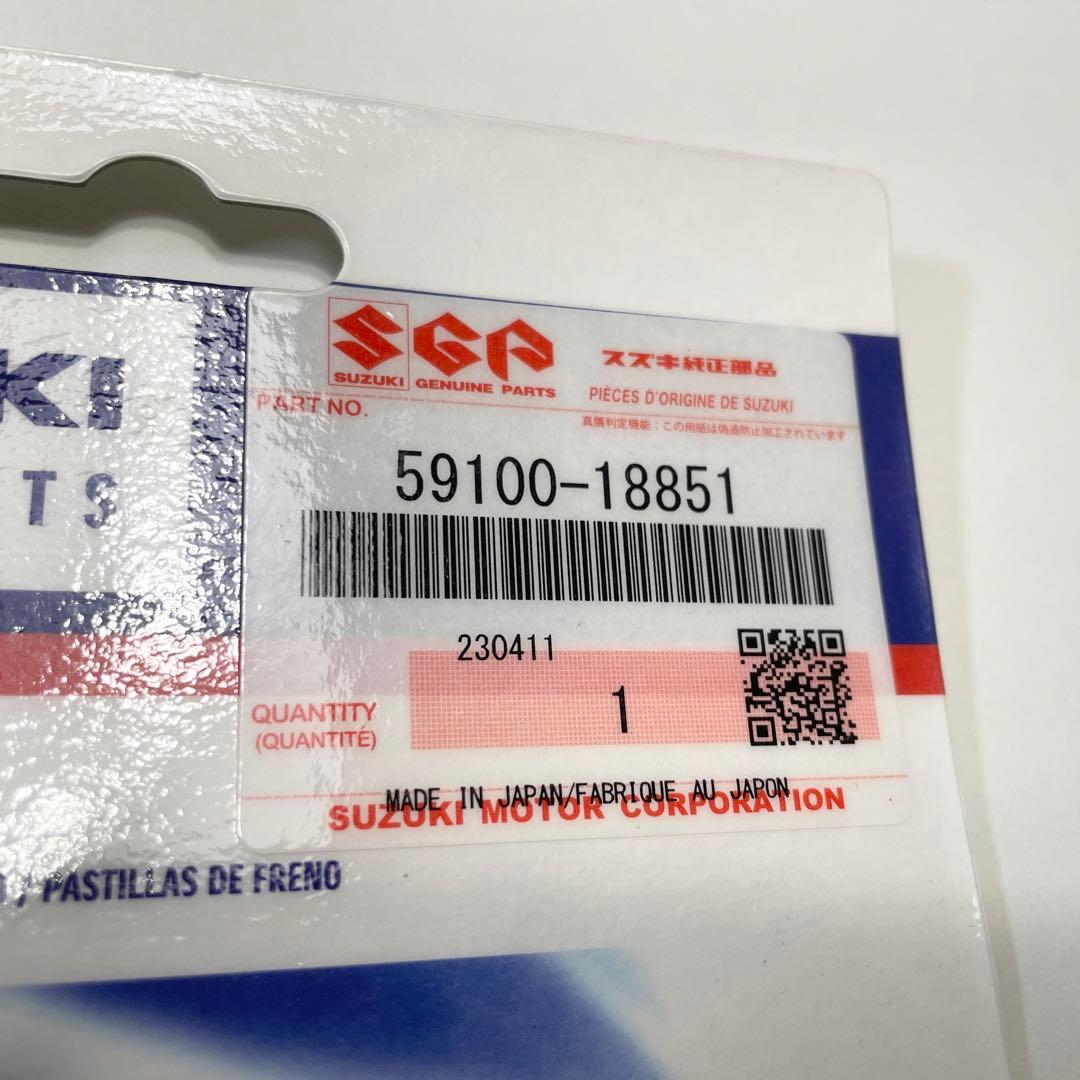 SUZUKI
SGP
GENUINE PARTS
スズキ純正部品
PIÈCES D'ORIGINE DE SUZUKI
PART NO.
真贋判定機能：この用紙は偽造防止加工されています
59100-18851
230411
QUANTITY
(QUANTITÉ)
1
MADE IN JAPAN/FABRIQUE AU JAPON
SUZUKI MOTOR CORPORATION
KI
TS
/ PASTILLAS DE FRENO